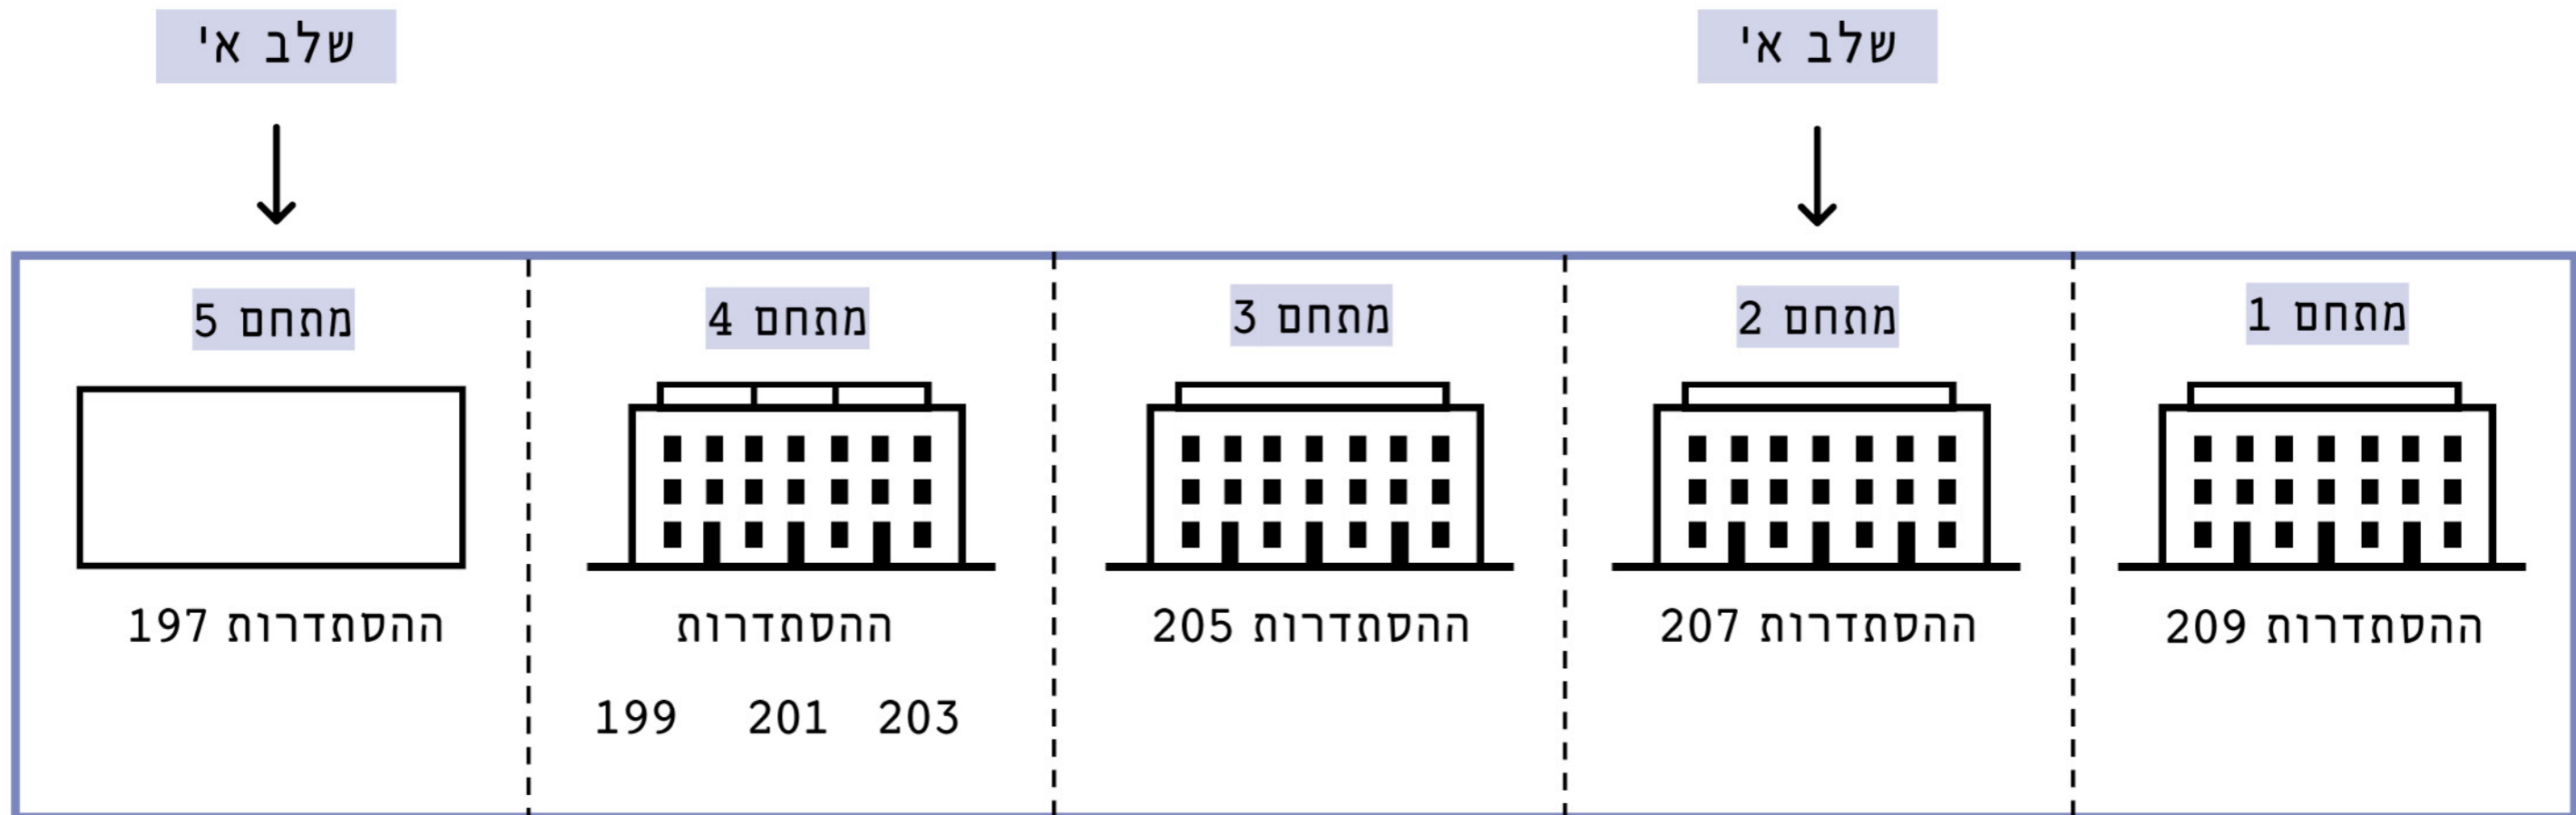 שלב א'
שלב א'
מתחם 1
מתחם 2
מתחם 3
מתחם 4
מתחם 5
ההסתדרות 209
ההסתדרות 207
ההסתדרות 205
ההסתדרות
203 201 199
ההסתדרות 197